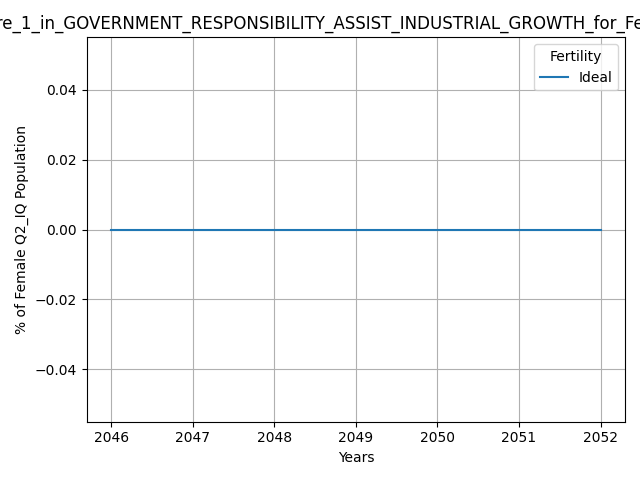 re_1_in_GOVERNMENT_RESPONSIBILITY_ASSIST_INDUSTRIAL_GROWTH_for_Fe
Fertility
Ideal
0.04
0.02
0.00
−0.02
−0.04
% of Female Q2_IQ Population
2046 2047 2048 2049 2050 2051 2052
Years